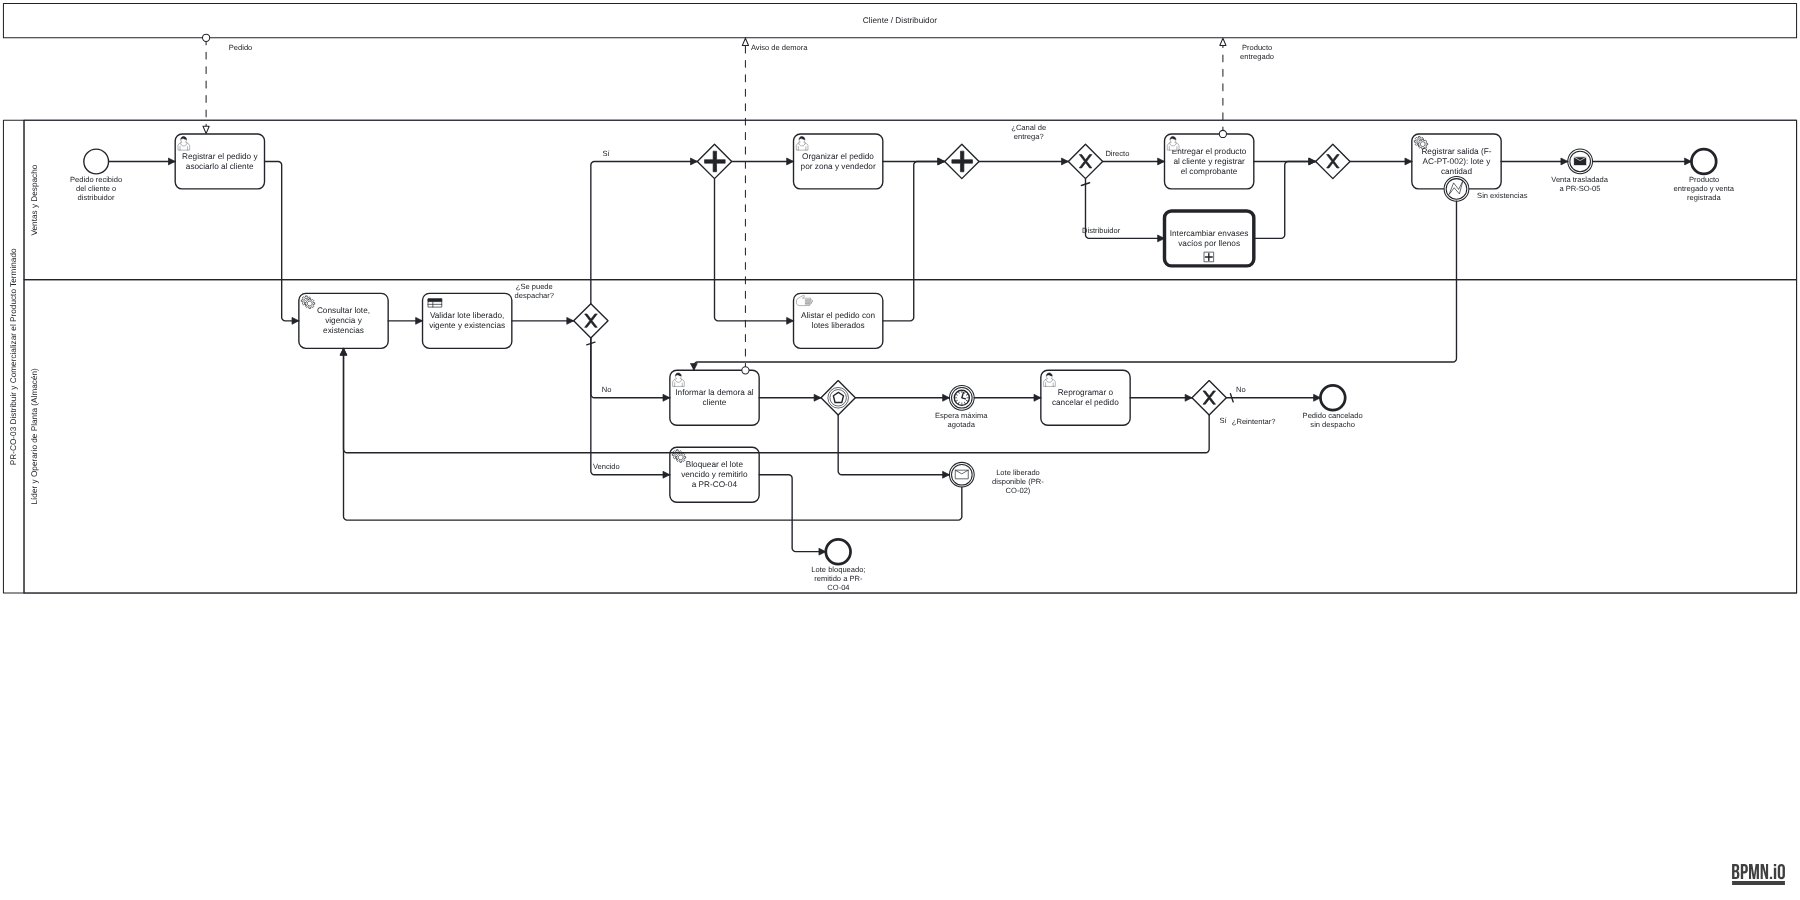 Cliente / Distribuidor
Pedido
Aviso de demora
Producto
entregado
PR-CO-03 Distribuir y Comercializar el Producto Terminado
Ventas y Despacho
Pedido recibido
del cliente o
distribuidor
Registrar el pedido y
asociarlo al cliente
Sí
Organizar el pedido
por zona y vendedor
¿Canal de
entrega?
Directo
Distribuidor
Entregar el producto
al cliente y registrar
el comprobante
Intercambiar envases
vacíos por llenos
Registrar salida (F-
AC-PT-002): lote y
cantidad
Sin existencias
Venta trasladada
a PR-SO-05
Producto
entregado y venta
registrada
Líder y Operario de Planta (Almacén)
Consultar lote,
vigencia y
existencias
Validar lote liberado,
vigente y existencias
¿Se puede
despachar?
Alistar el pedido con
lotes liberados
No
Informar la demora al
cliente
Espera máxima
agotada
Reprogramar o
cancelar el pedido
No
Sí
¿Reintentar?
Pedido cancelado
sin despacho
Vencido
Bloquear el lote
vencido y remitirlo
a PR-CO-04
Lote liberado
disponible (PR-
CO-02)
Lote bloqueado;
remitido a PR-
CO-04
BPMN.iO